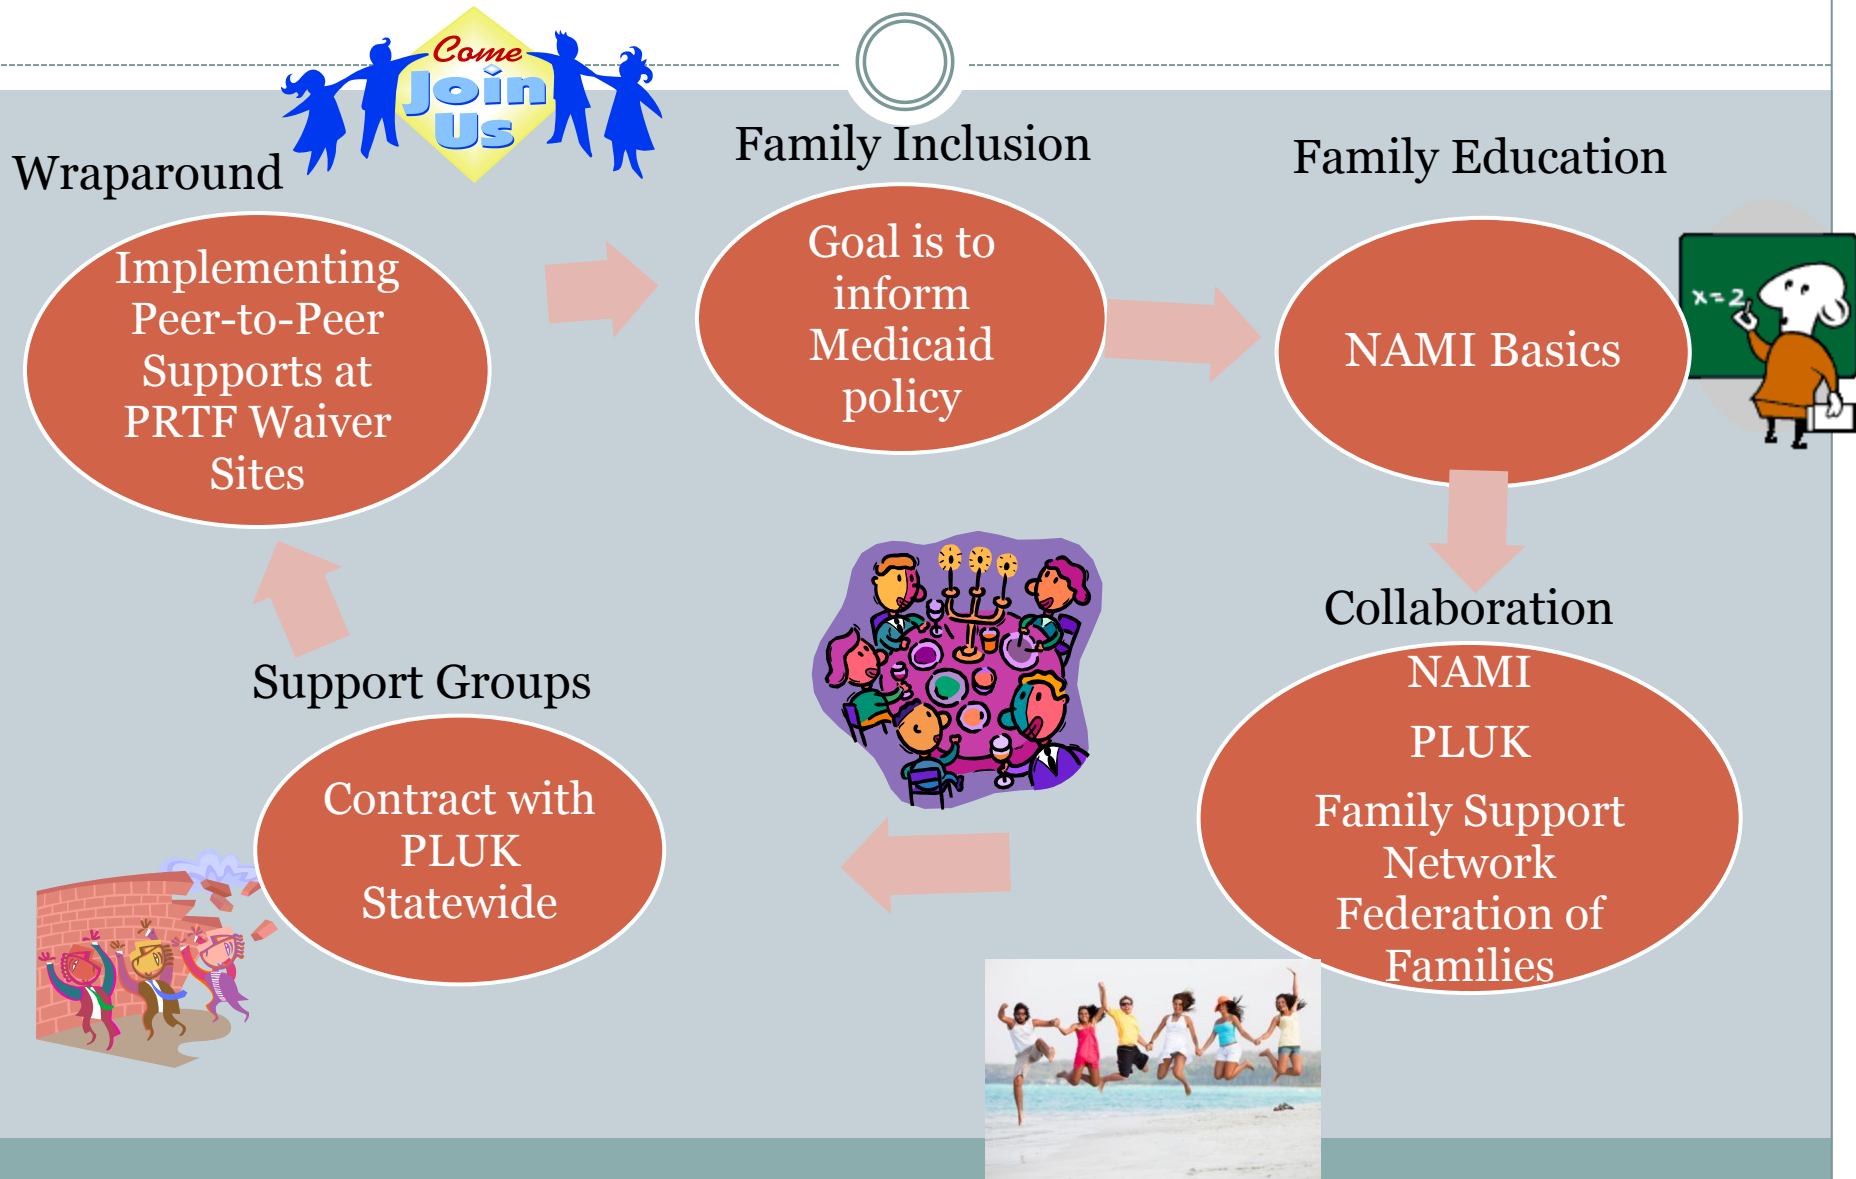 Come
Join
Us
Wraparound
Implementing
Peer-to-Peer
Supports at
PRTF Waiver
Sites
Family Inclusion
Goal is to
inform
Medicaid
policy
Family Education
NAMI Basics
x=2
Collaboration
NAMI
PLUK
Family Support
Network
Federation of
Families
Support Groups
Contract with
PLUK
Statewide